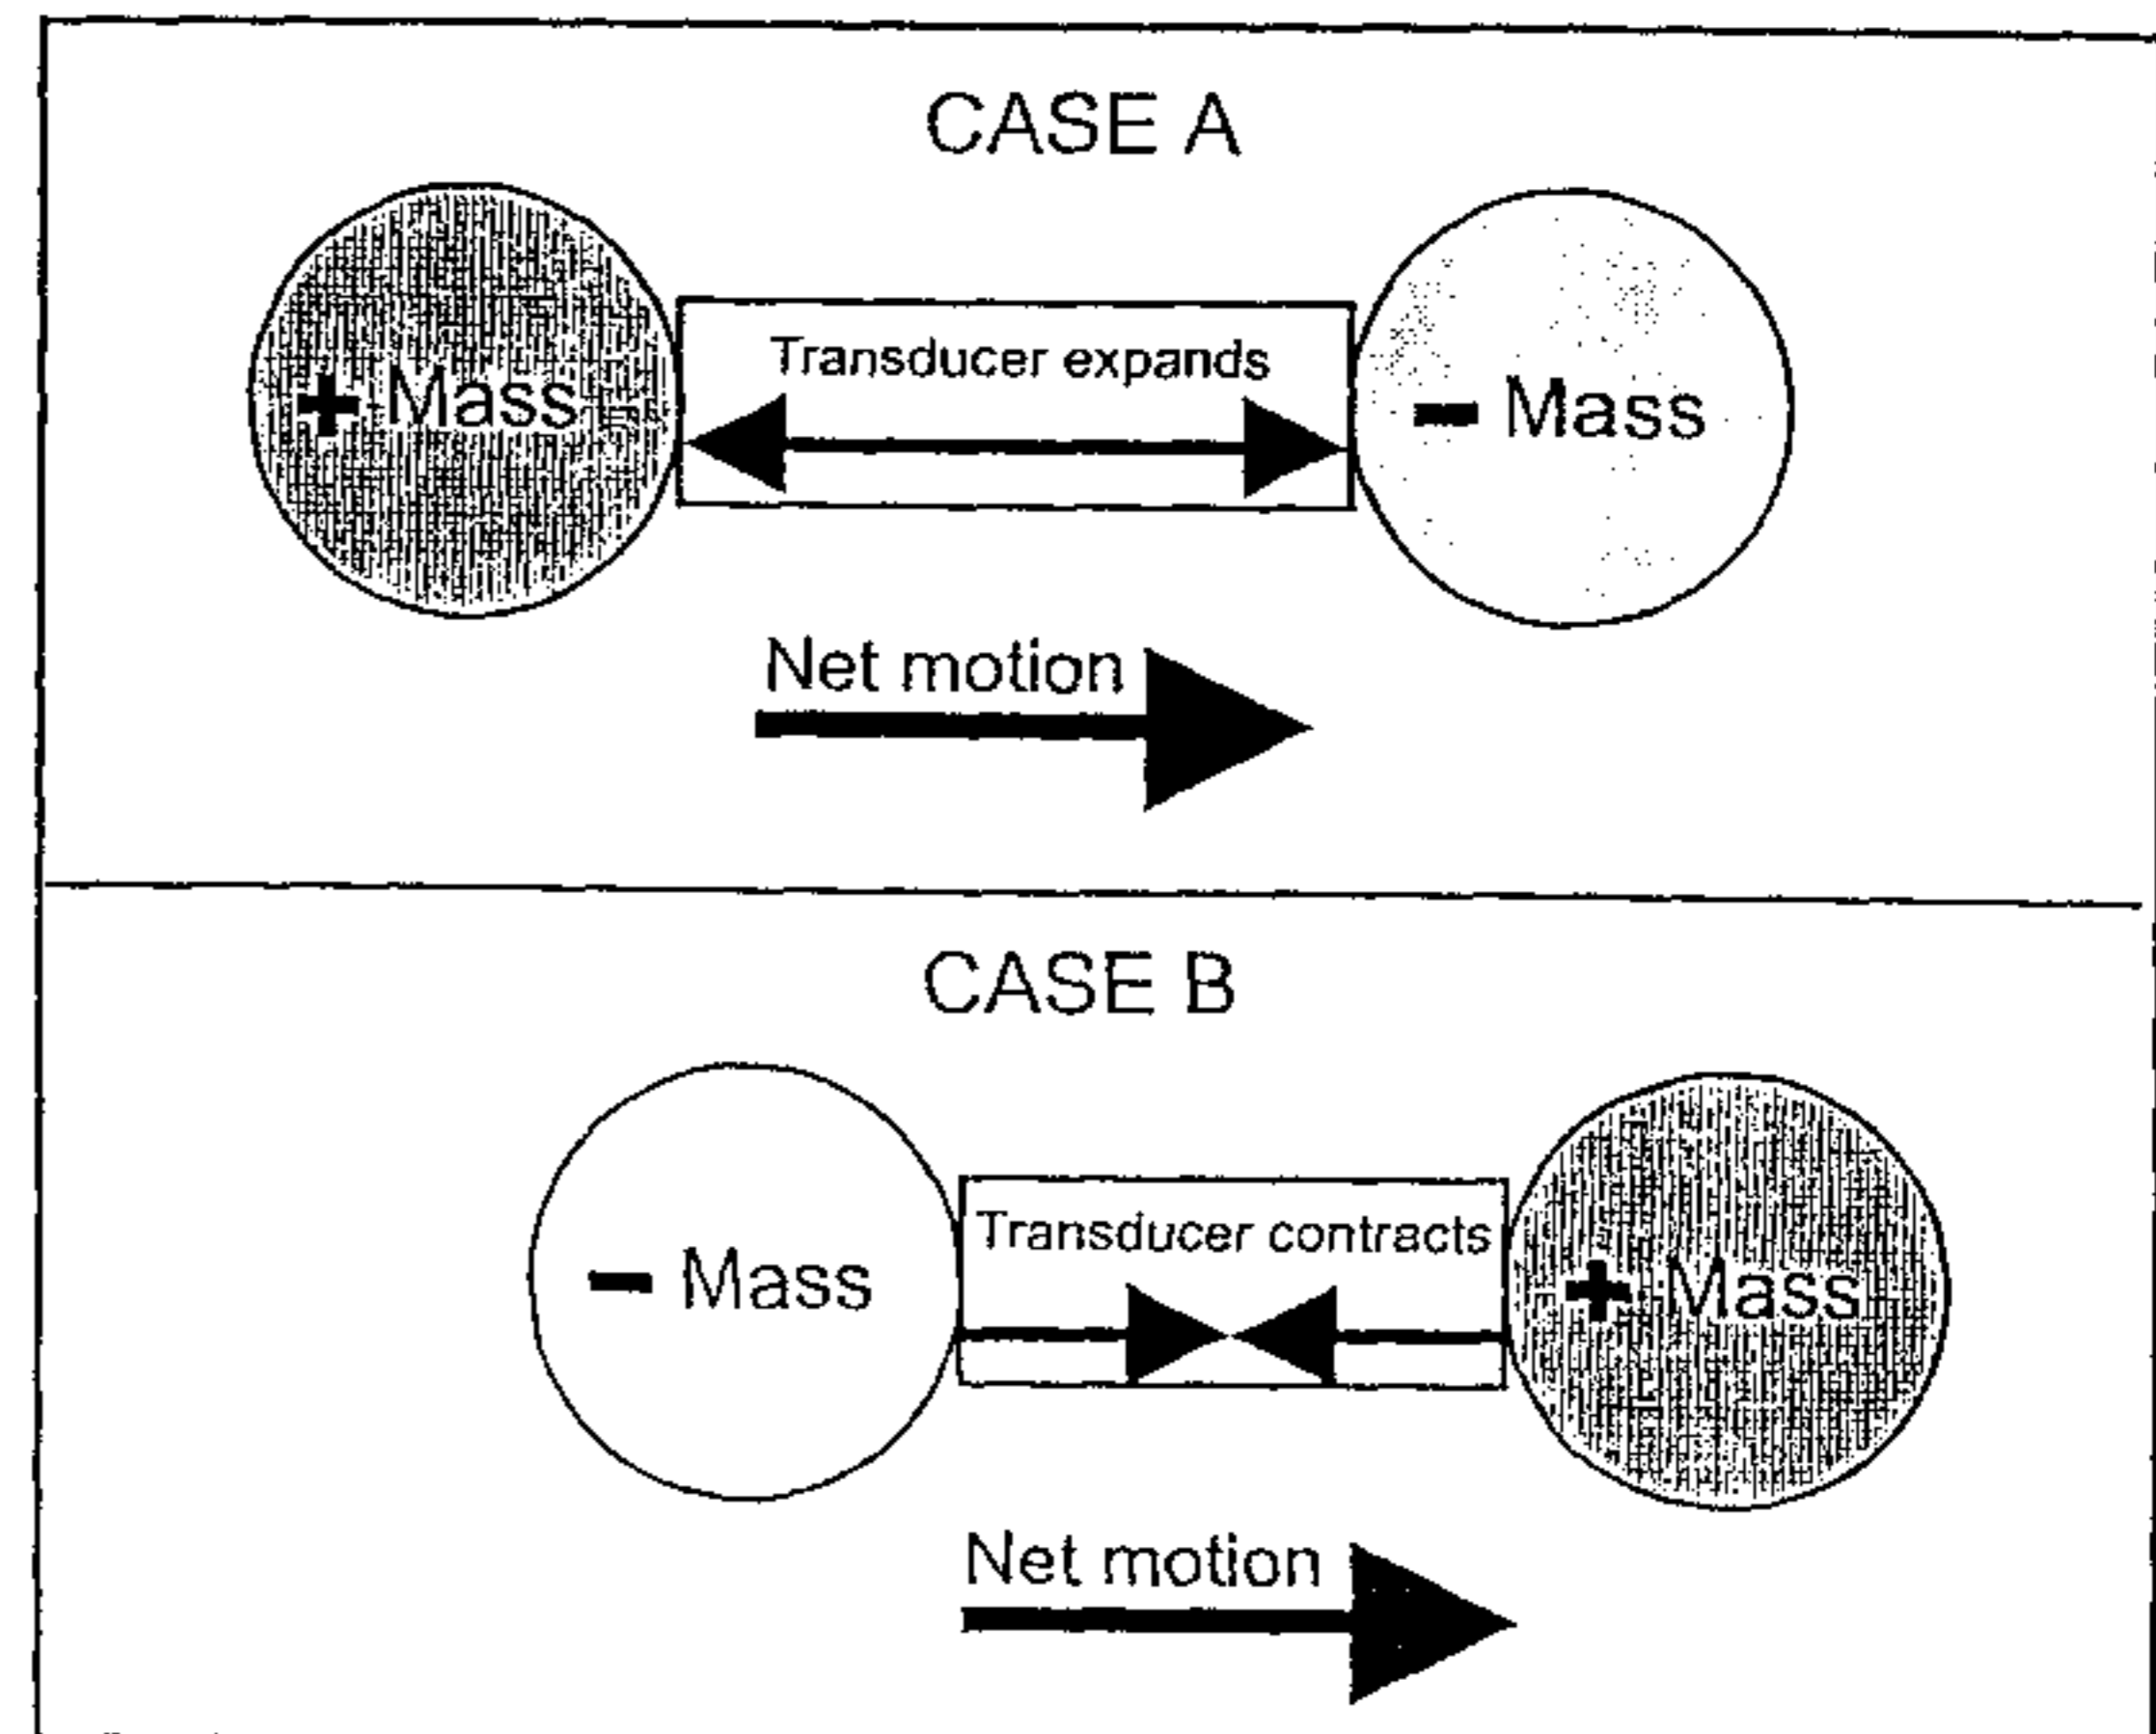 CASE A
Transducer expands
+ Mass
- Mass
Net motion
CASE B
Transducer contracts
- Mass
+ Mass
Net motion